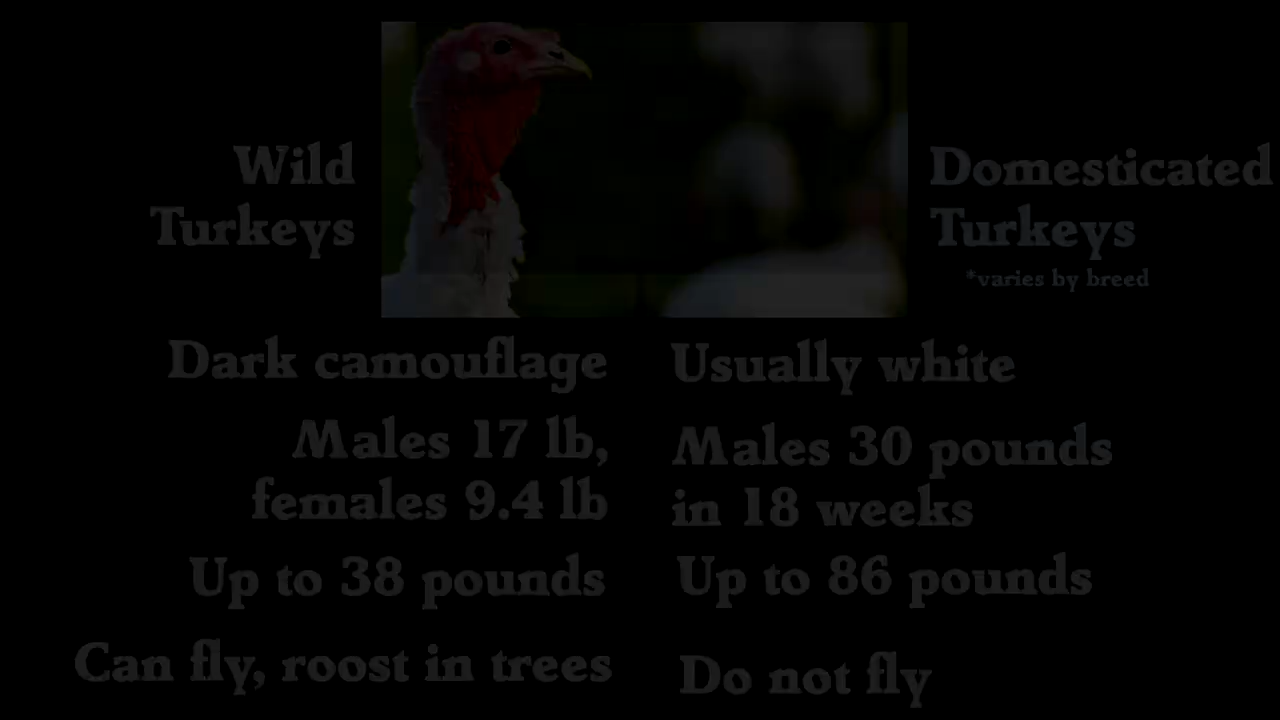 Wild
Turkeys
Domesticated
Turkeys
*varies by breed
Dark camouflage
Usually white
Males 17 lb,
females 9.4 lb
Males 30 pounds
in 18 weeks
Up to 38 pounds
Up to 86 pounds
Can fly, roost in trees
Do not fly